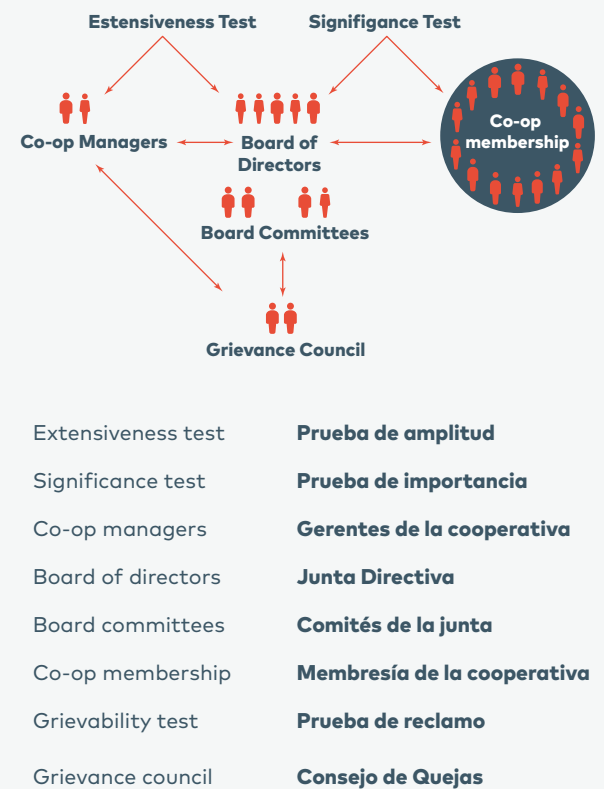 Estensiveness Test
Signifigance Test
Co-op Managers
Board of
Directors
Co-op
membership
Board Committees
Grievance Council
Extensiveness test
Prueba de amplitud
Significance test
Prueba de importancia
Co-op managers
Gerentes de la cooperativa
Board of directors
Junta Directiva
Board committees
Comités de la junta
Co-op membership
Membresía de la cooperativa
Grievability test
Prueba de reclamo
Grievance council
Consejo de Quejas